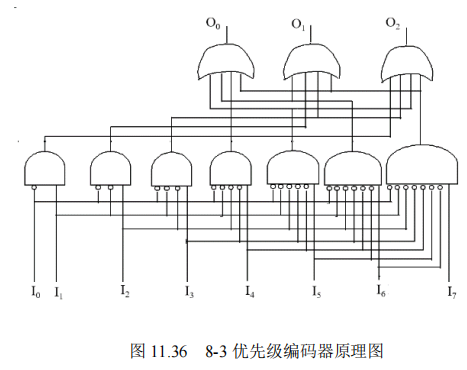 O₀ O₁ O₂
I₀ I₁ I₂ I₃ I₄ I₅ I₆ I₇
图 11.36 8-3 优先级编码器原理图